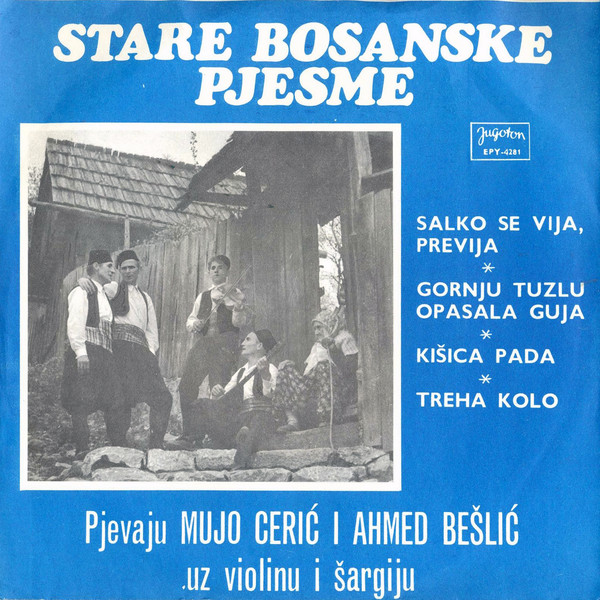 STARE BOSANSKE
PJESME
Jugoton
EPY-4281
SALKO SE VIJA,
PREVIJA
*
GORNJU TUZLU
OPASALA GUJA
*
KIŠICA PADA
*
TREHA KOLO
Pjevaju MUJO CERIĆ I AHMED BEŠLIĆ
uz violinu i šargiju